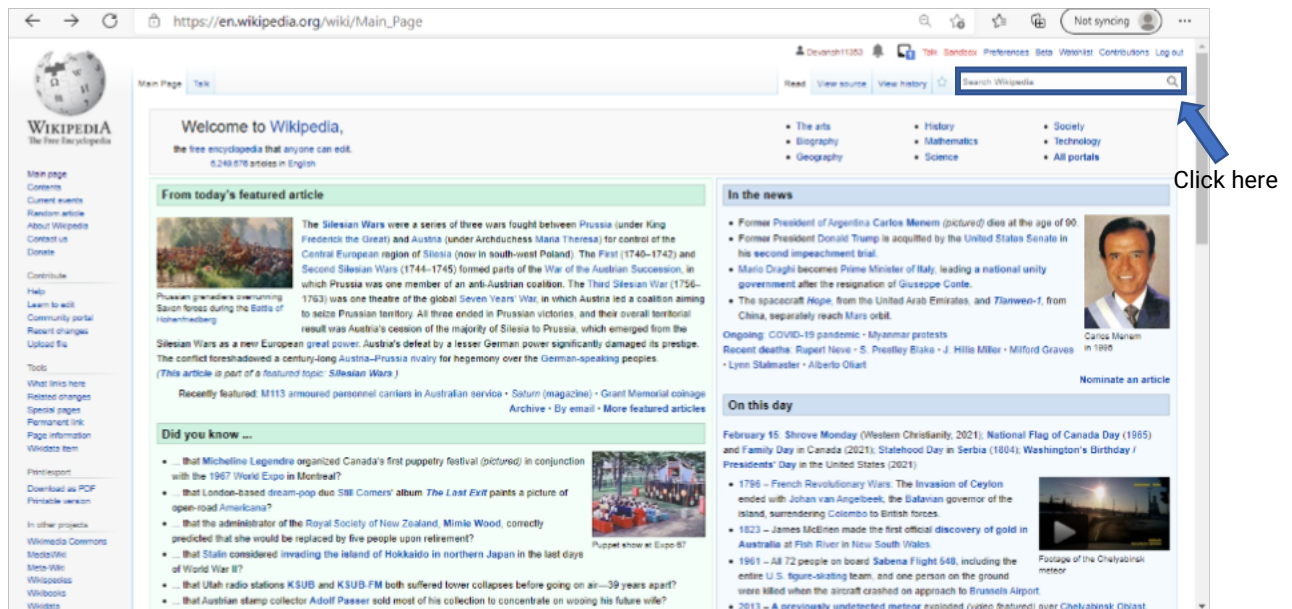 https://en.wikipedia.org/wiki/Main_Page
Not syncing
Devansh11353 Talk Sandbox Preferences Beta Watchlist Contributions Log out
Main Page Talk
Read View source View history Search Wikipedia
WIKIPEDIA
The Free Encyclopedia
Main page
Contents
Current events
Random article
About Wikipedia
Contact us
Donate
Contribute
Help
Learn to edit
Community portal
Recent changes
Upload file
Tools
What links here
Related changes
Special pages
Permanent link
Page information
Wikidata item
Print/export
Download as PDF
Printable version
In other projects
Wikimedia Commons
MediaWiki
Meta-Wiki
Wikispecies
Wikibooks
Wikidata
Welcome to Wikipedia,
the free encyclopedia that anyone can edit.
6,249,676 articles in English
• The arts
• Biography
• Geography
• History
• Mathematics
• Science
• Society
• Technology
• All portals
Click here
From today's featured article
Prussian grenadiers overrunning
Saxon forces during the Battle of
Hohenfriedberg
The Silesian Wars were a series of three wars fought between Prussia (under King
Frederick the Great) and Austria (under Archduchess Maria Theresa) for control of the
Central European region of Silesia (now in south-west Poland). The First (1740–1742) and
Second Silesian Wars (1744–1745) formed parts of the War of the Austrian Succession, in
which Prussia was one member of an anti-Austrian coalition. The Third Silesian War (1756–
1763) was one theatre of the global Seven Years' War, in which Austria led a coalition aiming
to seize Prussian territory. All three ended in Prussian victories, and their overall territorial
result was Austria's cession of the majority of Silesia to Prussia, which emerged from the
Silesian Wars as a new European great power. Austria's defeat by a lesser German power significantly damaged its prestige.
The conflict foreshadowed a century-long Austria–Prussia rivalry for hegemony over the German-speaking peoples.
(This article is part of a featured topic: Silesian Wars.)
Recently featured: M113 armoured personnel carriers in Australian service • Saturn (magazine) • Grant Memorial coinage
Archive • By email • More featured articles
Did you know ...
• ... that Micheline Legendre organized Canada's first puppetry festival (pictured) in conjunction
with the 1967 World Expo in Montreal?
• ... that London-based dream-pop duo Still Corners' album The Last Exit paints a picture of
open-road Americana?
• ... that the administrator of the Royal Society of New Zealand, Mimie Wood, correctly
predicted that she would be replaced by five people upon retirement?
• ... that Stalin considered invading the island of Hokkaido in northern Japan in the last days
of World War II?
• ... that Utah radio stations KSUB and KSUB-FM both suffered tower collapses before going on air—39 years apart?
• ... that Austrian stamp collector Adolf Passer sold most of his collection to concentrate on wooing his future wife?
Puppet show at Expo 67
In the news
• Former President of Argentina Carlos Menem (pictured) dies at the age of 90.
• Former President Donald Trump is acquitted by the United States Senate in
his second impeachment trial.
• Mario Draghi becomes Prime Minister of Italy, leading a national unity
government after the resignation of Giuseppe Conte.
• The spacecraft Hope, from the United Arab Emirates, and Tianwen-1, from
China, separately reach Mars orbit.
Carlos Menem
in 1995
Ongoing: COVID-19 pandemic • Myanmar protests
Recent deaths: Rupert Neve • S. Prestley Blake • J. Hillis Miller • Milford Graves
• Lynn Stalmaster • Alberto Oliart
Nominate an article
On this day
February 15: Shrove Monday (Western Christianity, 2021); National Flag of Canada Day (1965)
and Family Day in Canada (2021); Statehood Day in Serbia (1804); Washington's Birthday /
Presidents' Day in the United States (2021)
• 1796 – French Revolutionary Wars: The Invasion of Ceylon
ended with Johan van Angelbeek, the Batavian governor of the
island, surrendering Colombo to British forces.
• 1823 – James McBrien made the first official discovery of gold in
Australia at Fish River in New South Wales.
• 1961 – All 72 people on board Sabena Flight 548, including the
entire U.S. figure-skating team, and one person on the ground
were killed when the aircraft crashed on approach to Brussels Airport.
• 2013 – A previously undetected meteor exploded (video featured) over Chelyabinsk Oblast
Footage of the Chelyabinsk
meteor